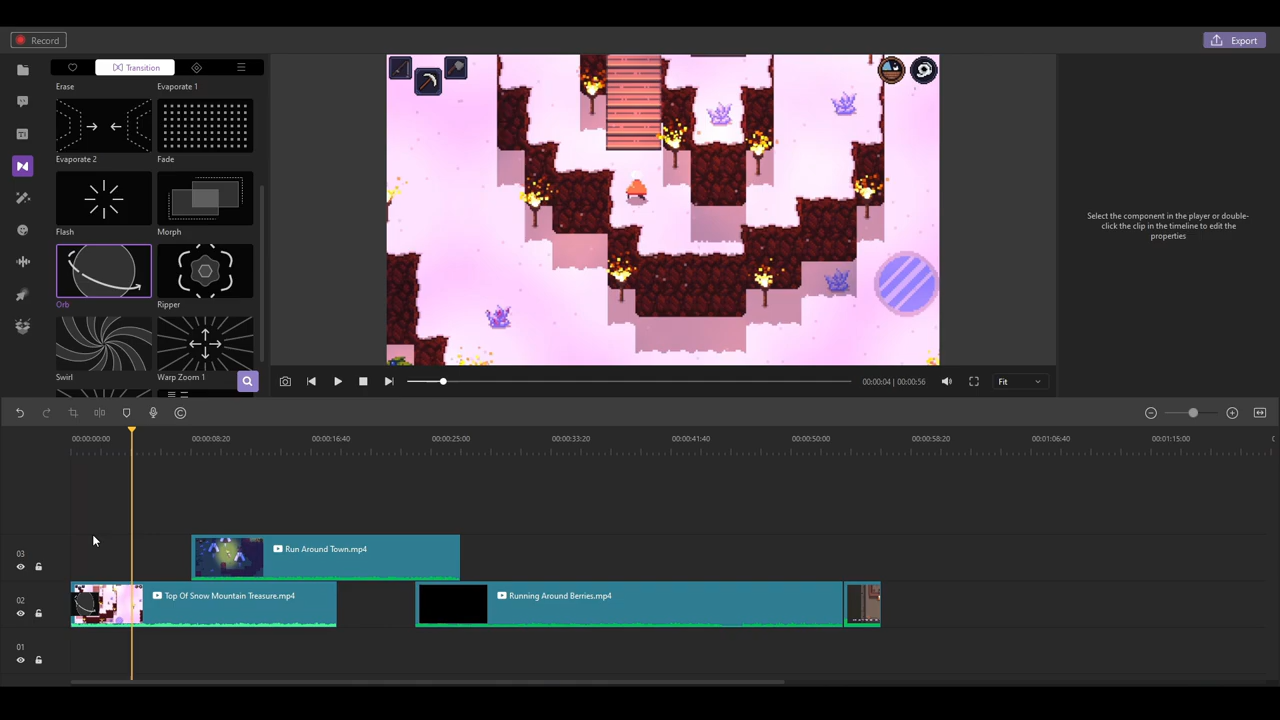 Record
Export
Transition
Erase
Evaporate 1
Evaporate 2
Fade
Flash
Morph
Orb
Ripper
Swirl
Warp Zoom 1
Select the component in the player or double-
click the clip in the timeline to edit the
properties
00:00:04 | 00:00:56
Fit
00:00:00:00
00:00:08:20
00:00:16:40
00:00:25:00
00:00:33:20
00:00:41:40
00:00:50:00
00:00:58:20
00:01:06:40
00:01:15:00
03
Run Around Town.mp4
02
Top Of Snow Mountain Treasure.mp4
Running Around Berries.mp4
01